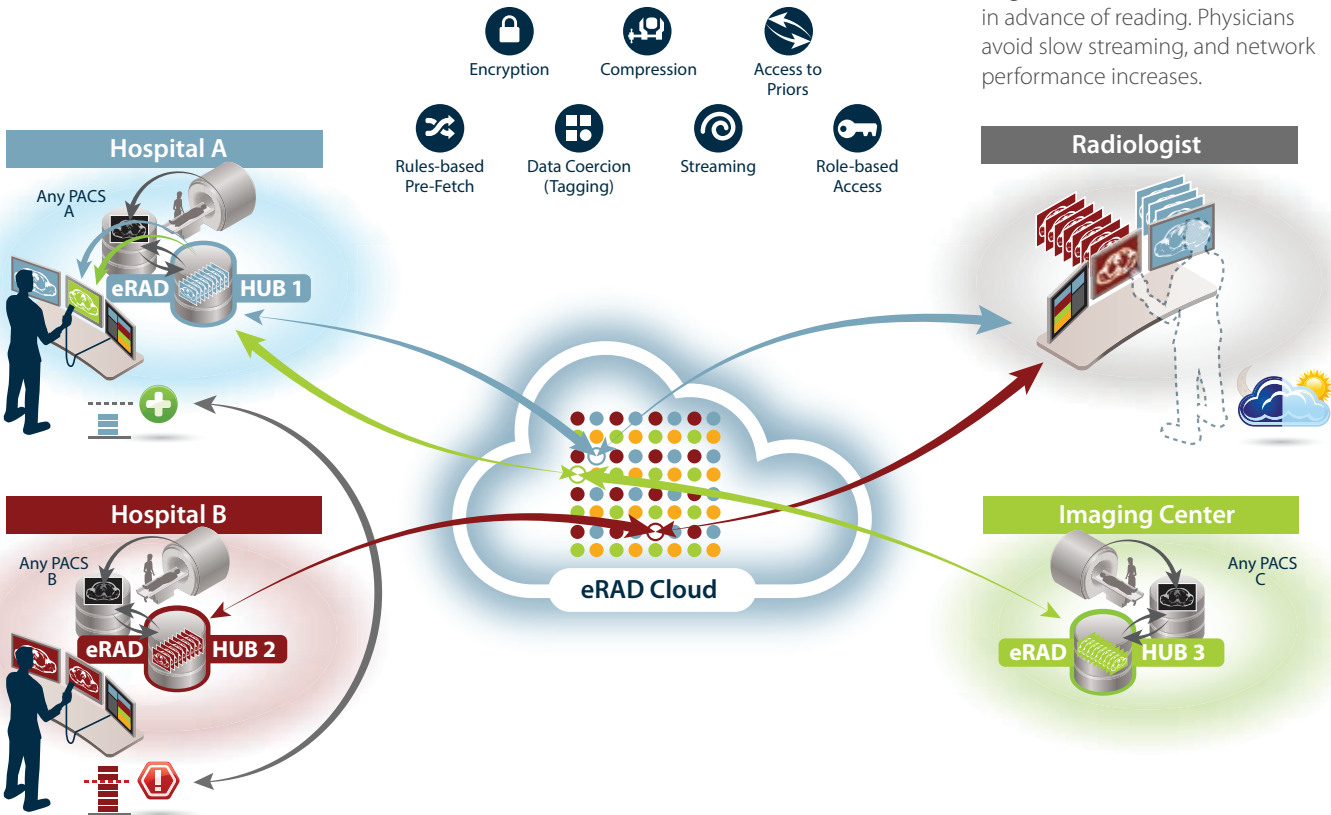 in advance of reading. Physicians
avoid slow streaming, and network
performance increases.
Encryption
Compression
Access to
Priors
Rules-based
Pre-Fetch
Data Coercion
(Tagging)
Streaming
Role-based
Access
Hospital A
Any PACS
A
eRAD HUB 1
Radiologist
Hospital B
Any PACS
B
eRAD HUB 2
eRAD Cloud
Imaging Center
Any PACS
C
eRAD HUB 3